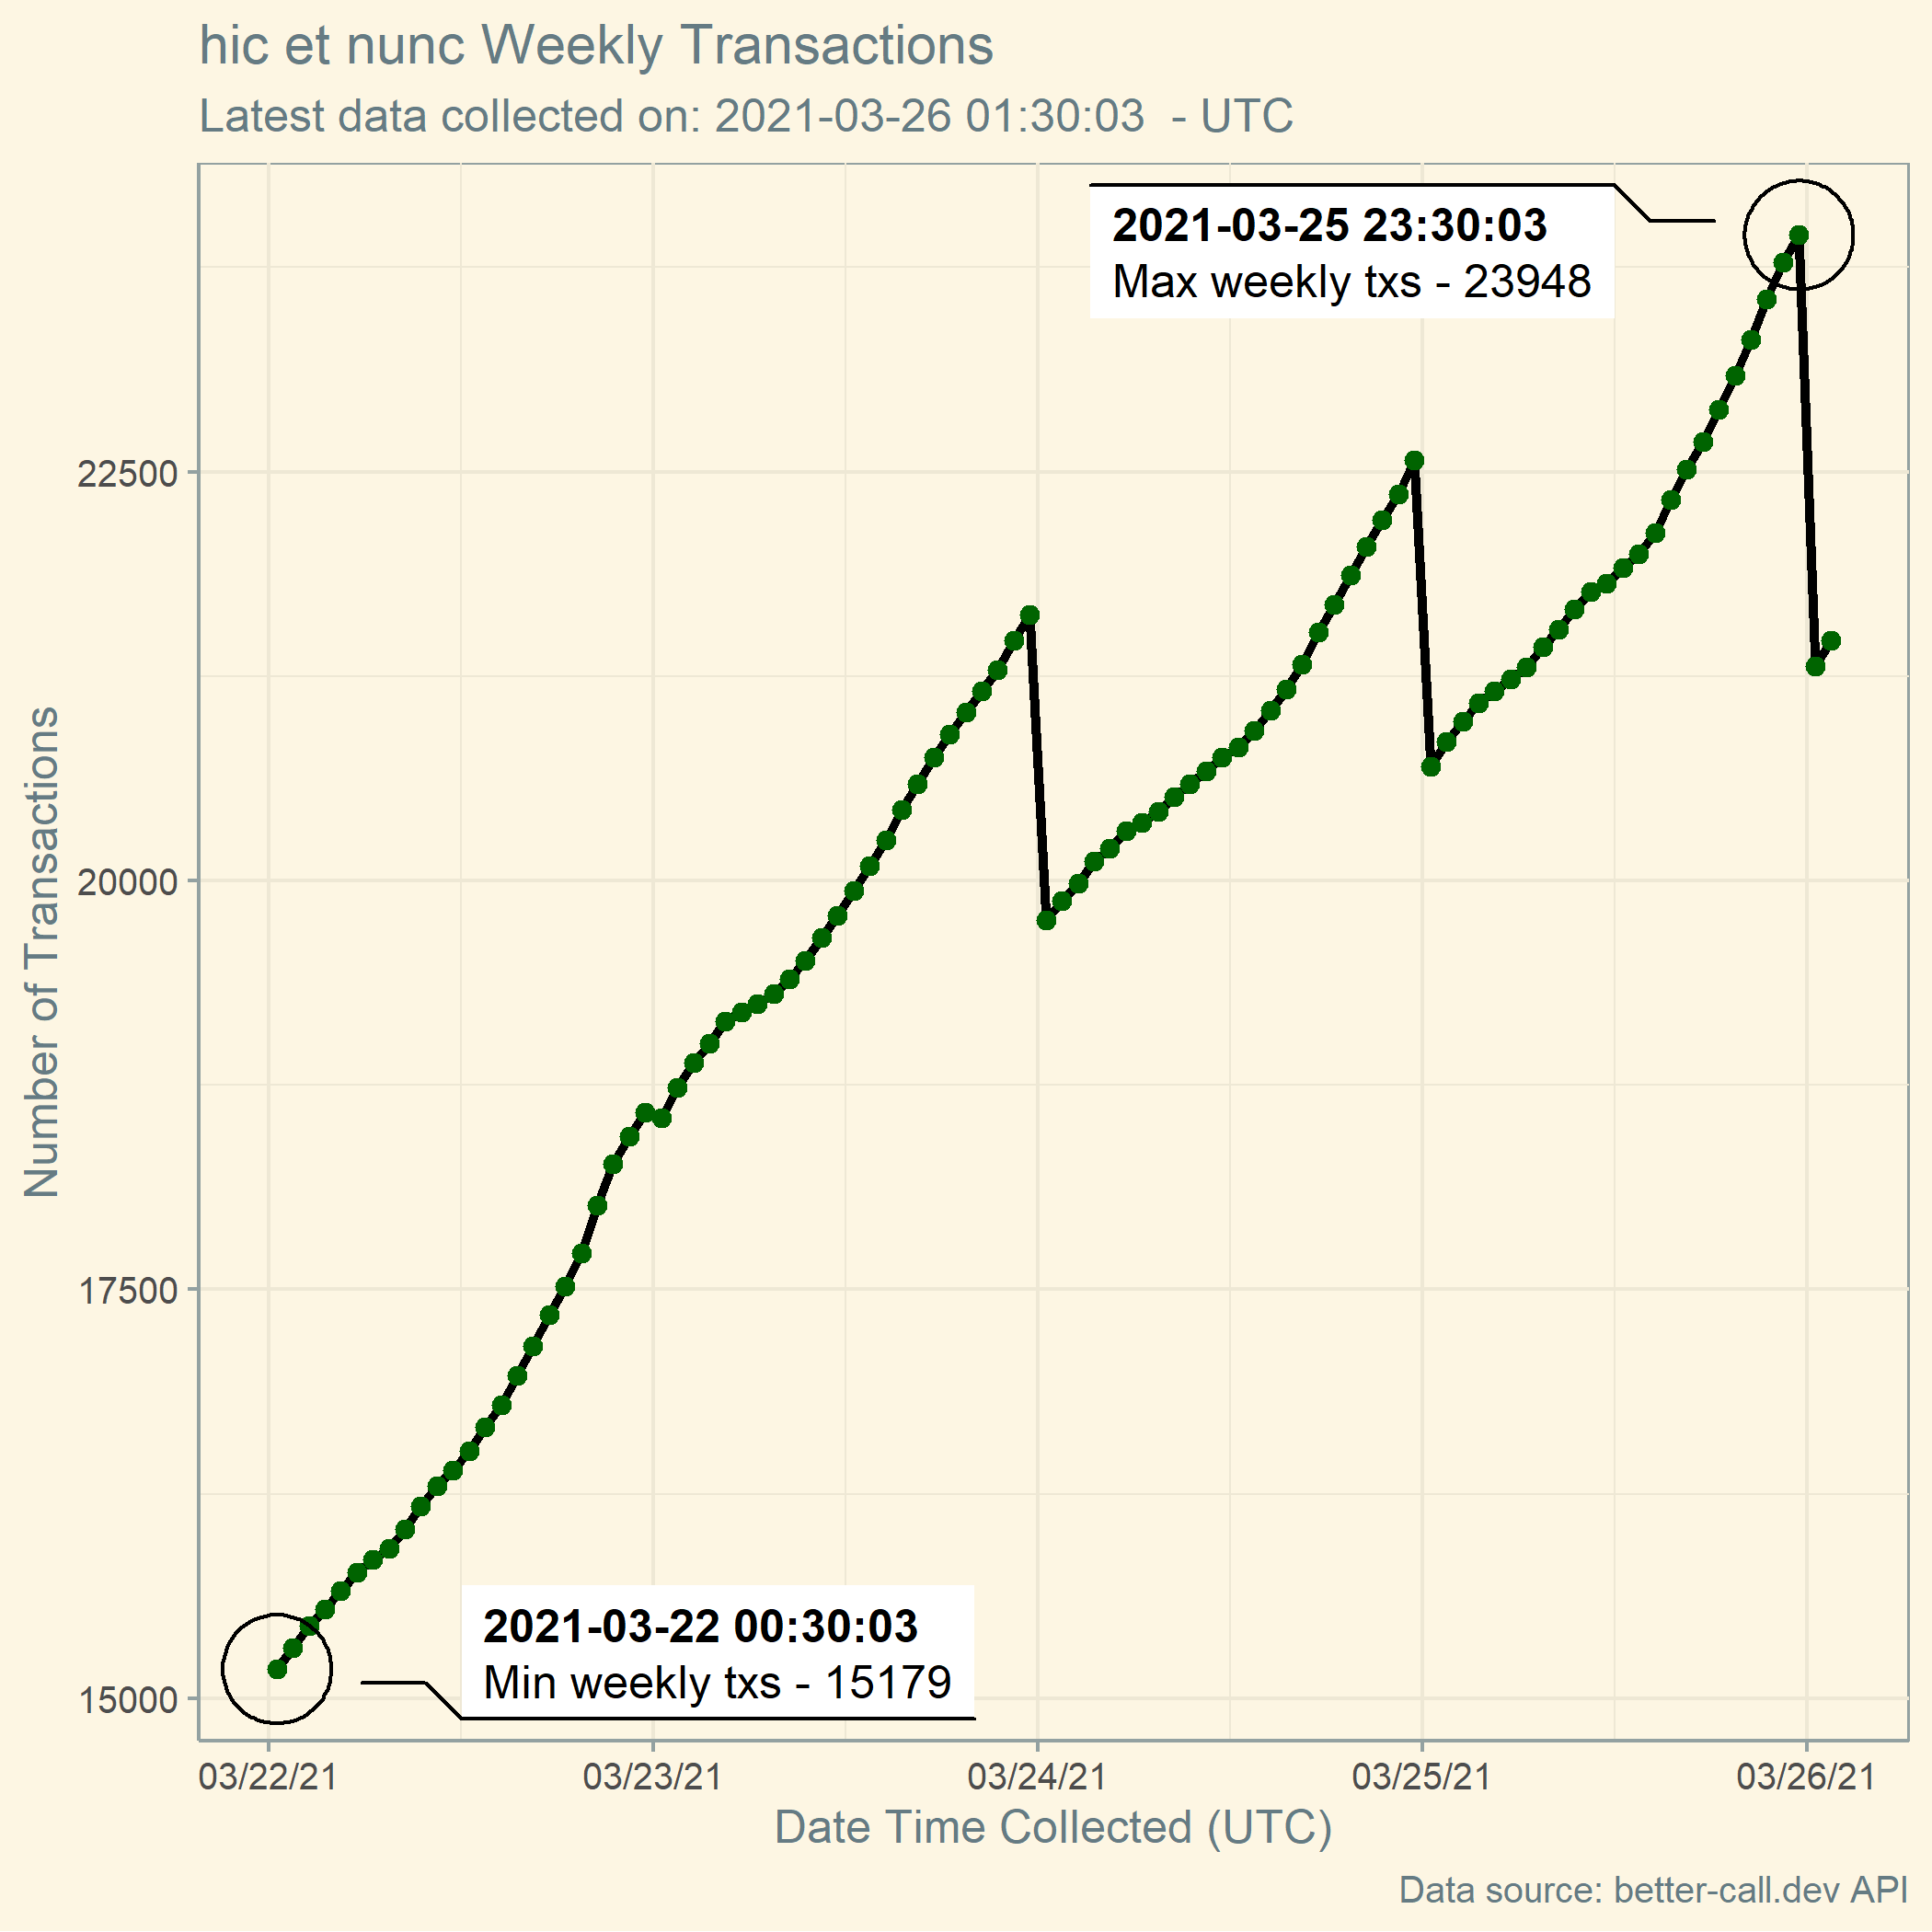 hic et nunc Weekly Transactions
Latest data collected on: 2021-03-26 01:30:03  - UTC
2021-03-25 23:30:03
Max weekly txs - 23948
22500
20000
17500
15000
Number of Transactions
2021-03-22 00:30:03
Min weekly txs - 15179
03/22/21 03/23/21 03/24/21 03/25/21 03/26/21
Date Time Collected (UTC)
Data source: better-call.dev API